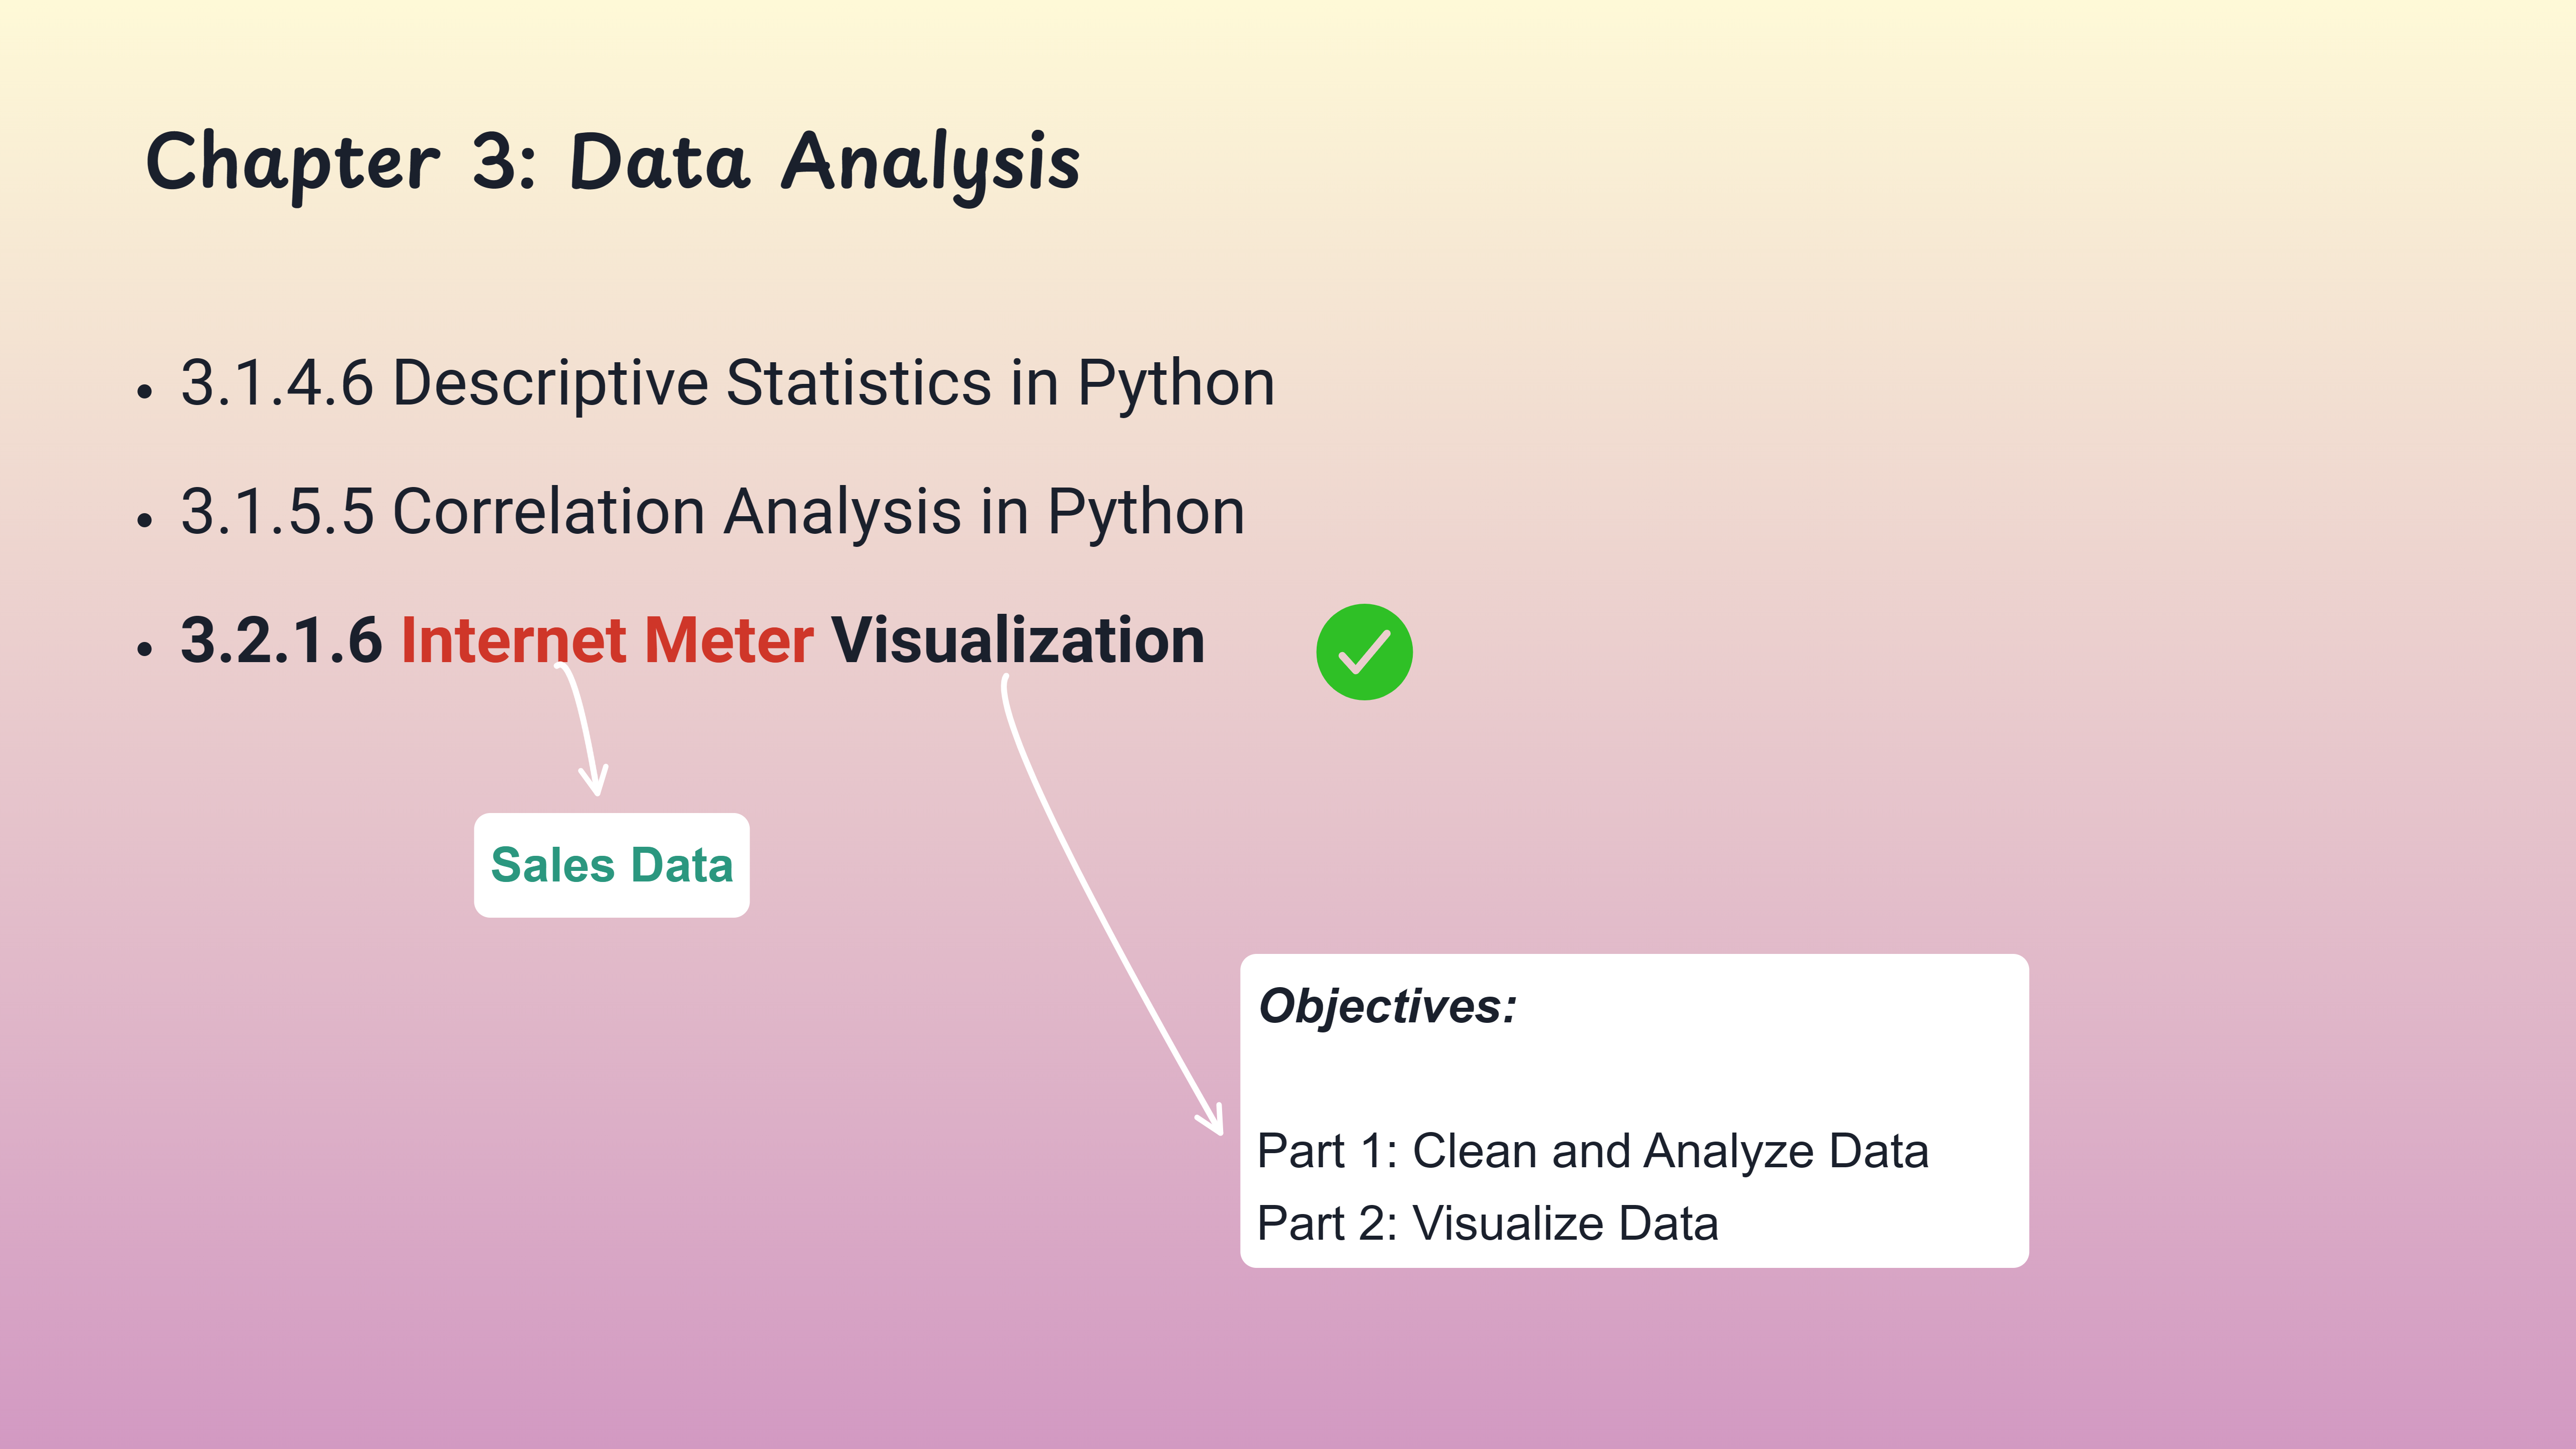 Chapter 3: Data Analysis
• 3.1.4.6 Descriptive Statistics in Python
• 3.1.5.5 Correlation Analysis in Python
• 3.2.1.6 Internet Meter Visualization
Sales Data
Objectives:
Part 1: Clean and Analyze Data
Part 2: Visualize Data